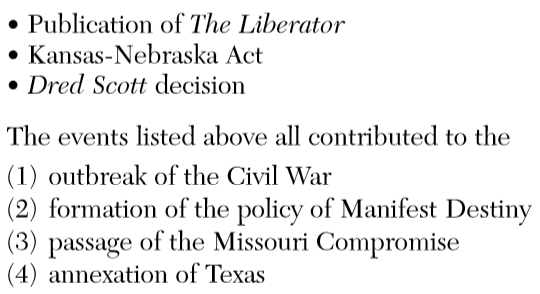 • Publication of The Liberator
• Kansas-Nebraska Act
• Dred Scott decision
The events listed above all contributed to the
(1) outbreak of the Civil War
(2) formation of the policy of Manifest Destiny
(3) passage of the Missouri Compromise
(4) annexation of Texas